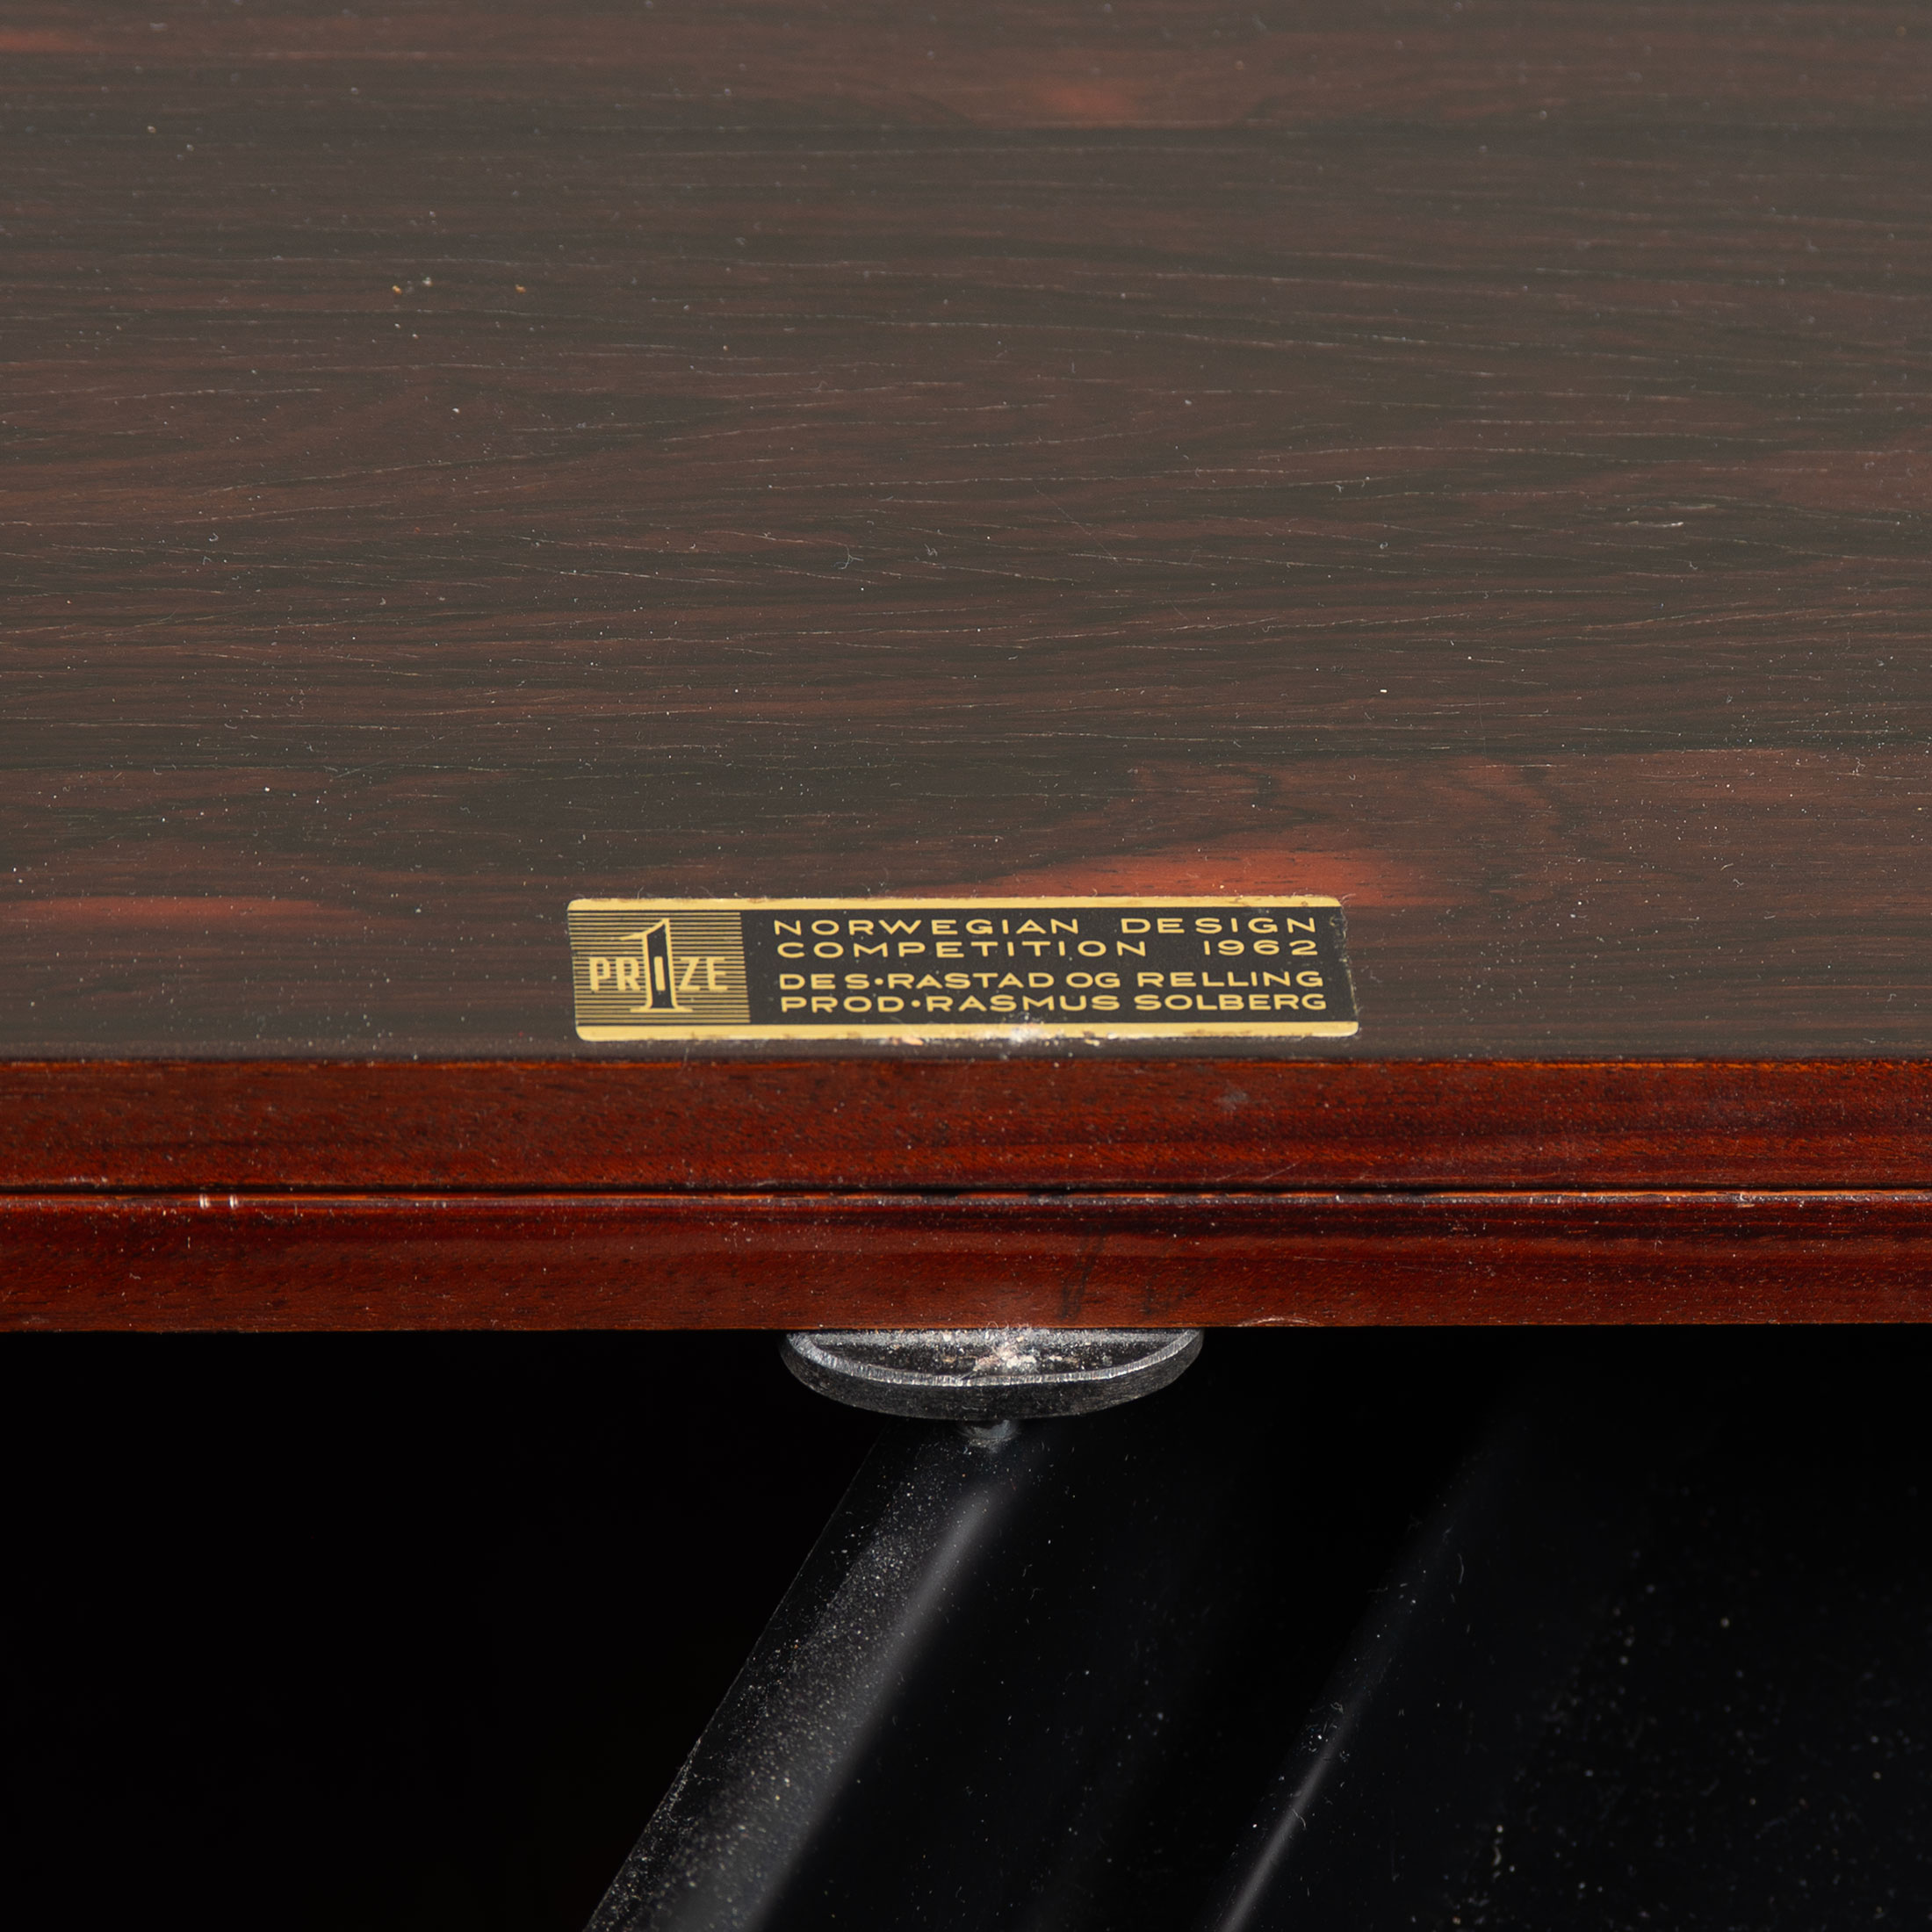 1 PRIZE
NORWEGIAN DESIGN
COMPETITION 1962
DES·RASTAD OG RELLING
PROD·RASMUS SOLBERG